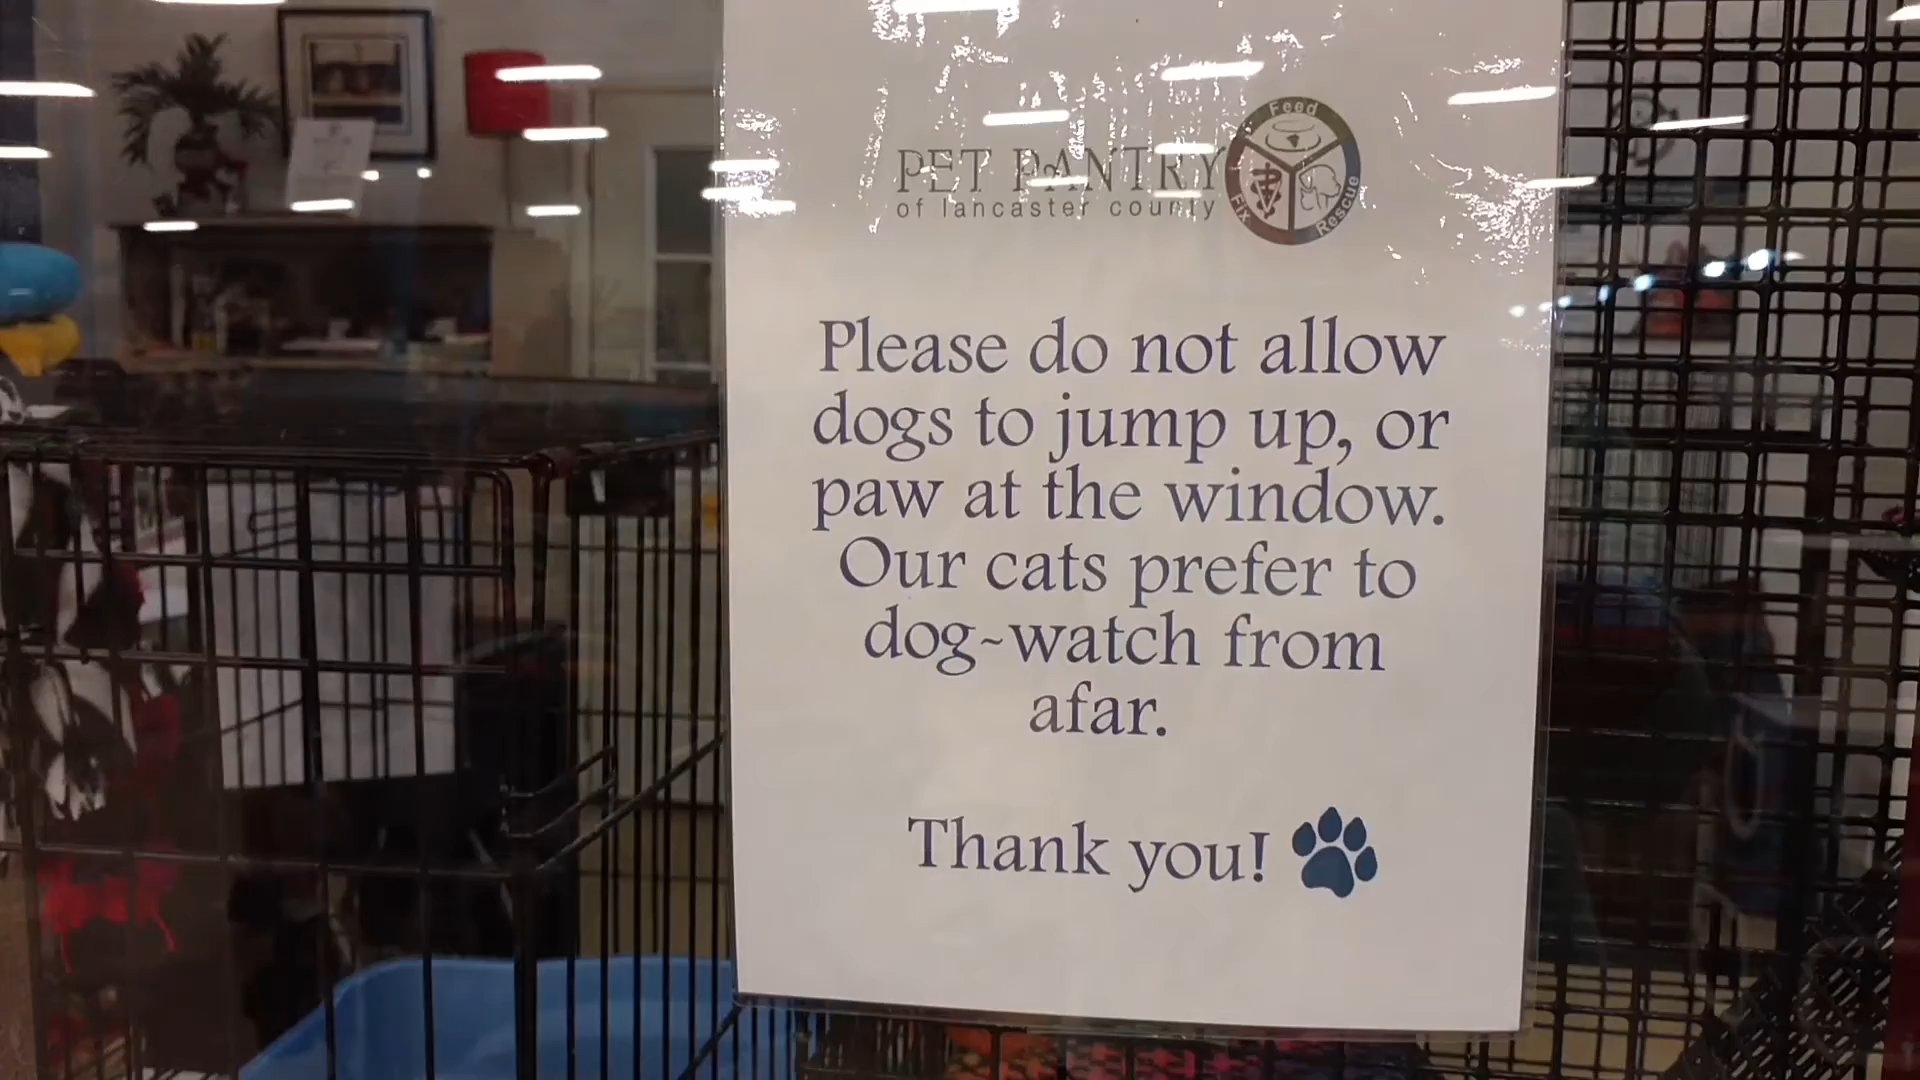 PET PANTRY
of lancaster county
Feed
Fix
Rescue
Please do not allow
dogs to jump up, or
paw at the window.
Our cats prefer to
dog~watch from
afar.
Thank you!